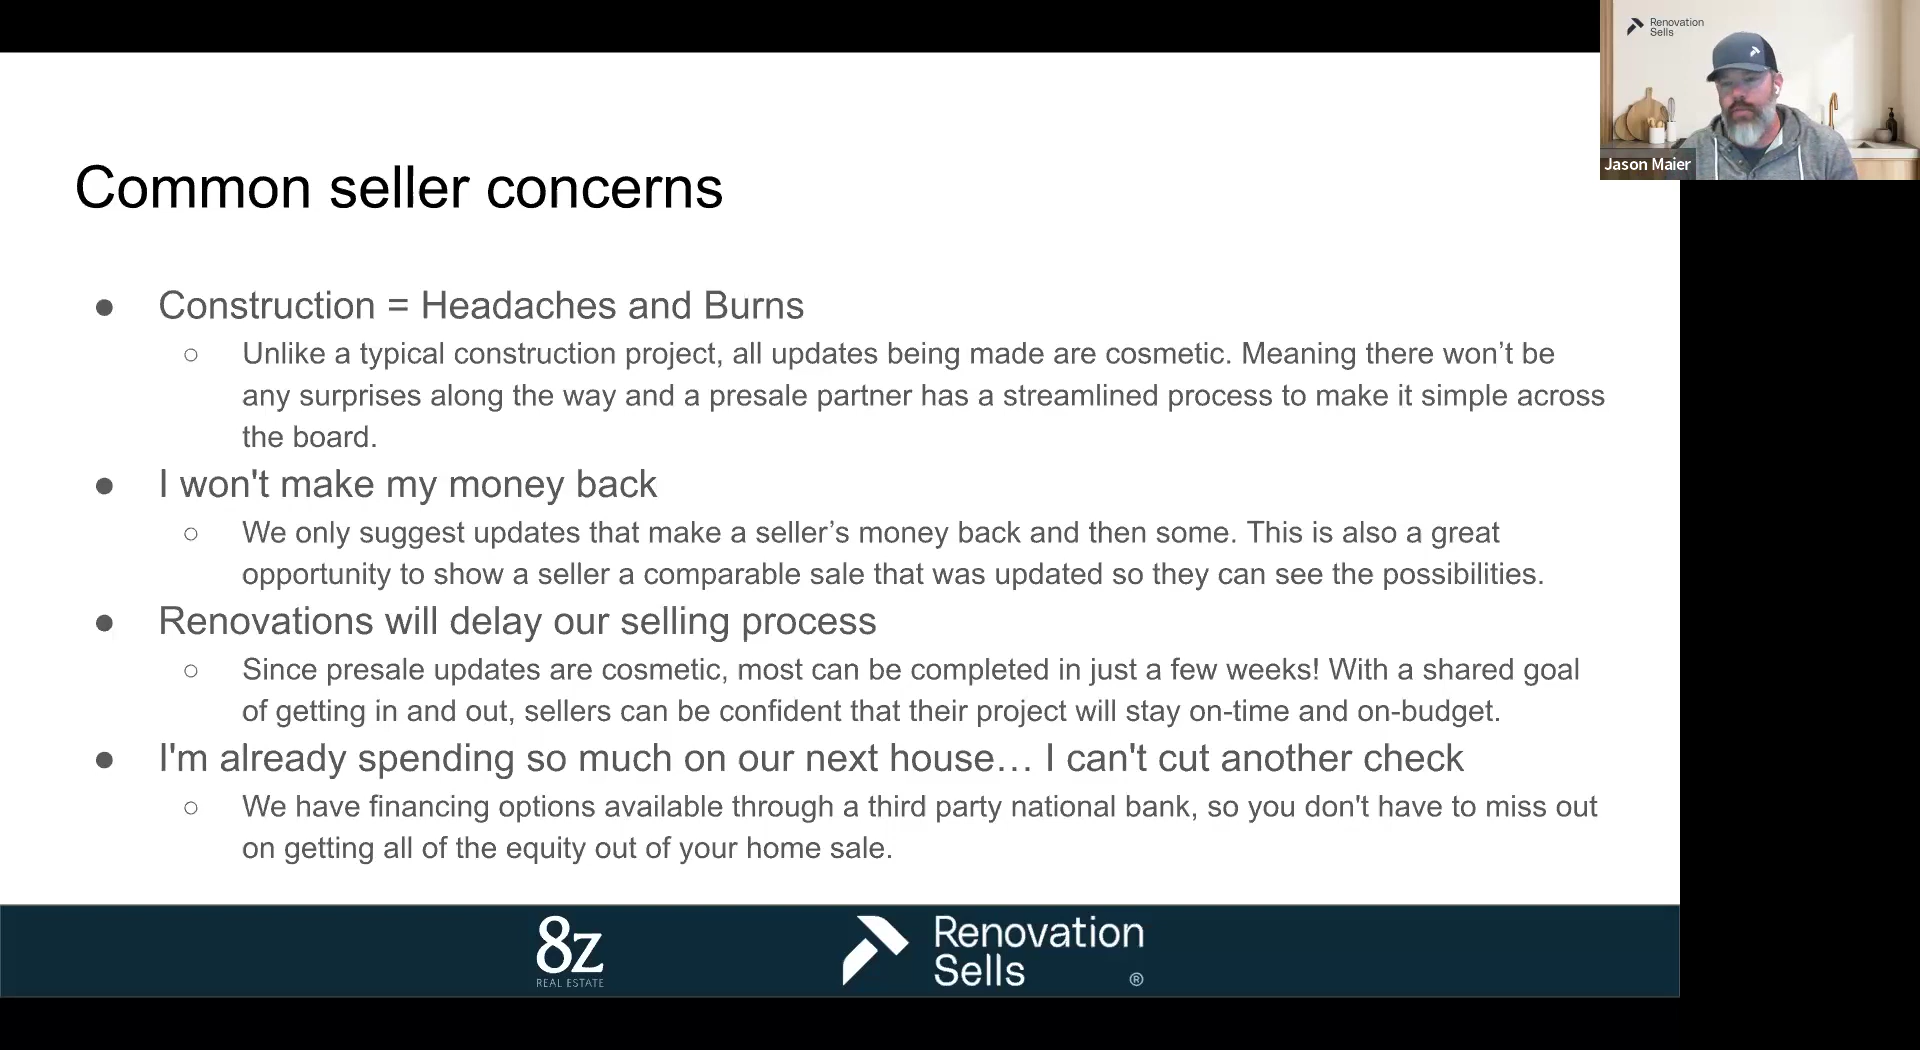 Renovation
Sells
Jason Maier
Common seller concerns
● Construction = Headaches and Burns
○ Unlike a typical construction project, all updates being made are cosmetic. Meaning there won’t be
any surprises along the way and a presale partner has a streamlined process to make it simple across
the board.
● I won't make my money back
○ We only suggest updates that make a seller’s money back and then some. This is also a great
opportunity to show a seller a comparable sale that was updated so they can see the possibilities.
● Renovations will delay our selling process
○ Since presale updates are cosmetic, most can be completed in just a few weeks! With a shared goal
of getting in and out, sellers can be confident that their project will stay on-time and on-budget.
● I'm already spending so much on our next house… I can't cut another check
○ We have financing options available through a third party national bank, so you don't have to miss out
on getting all of the equity out of your home sale.
8z
REAL ESTATE
Renovation
Sells
®